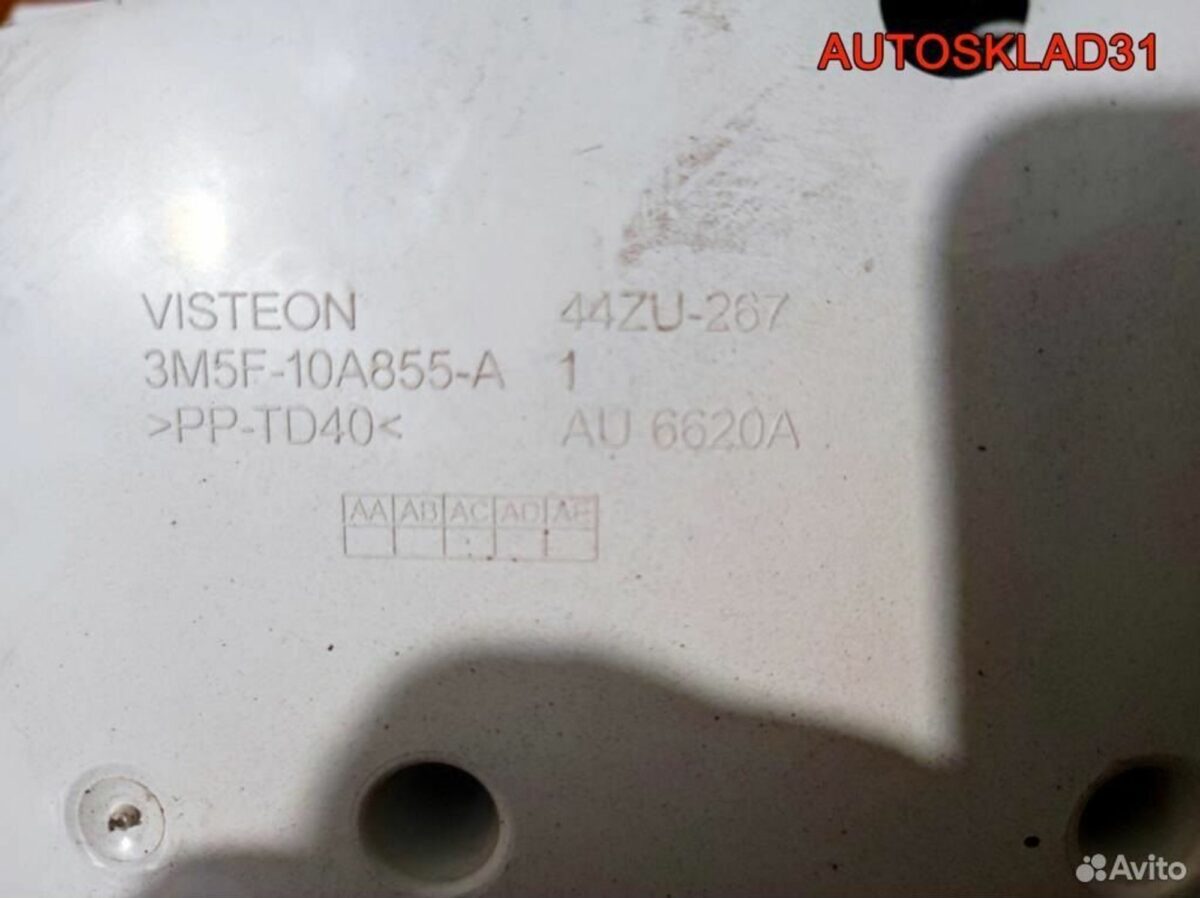 AUTOSKLAD31
VISTEON 44ZU-267
3M5F-10A855-A 1
>PP-TD40< AU 6620A
AA AB AC AD AE
Avito